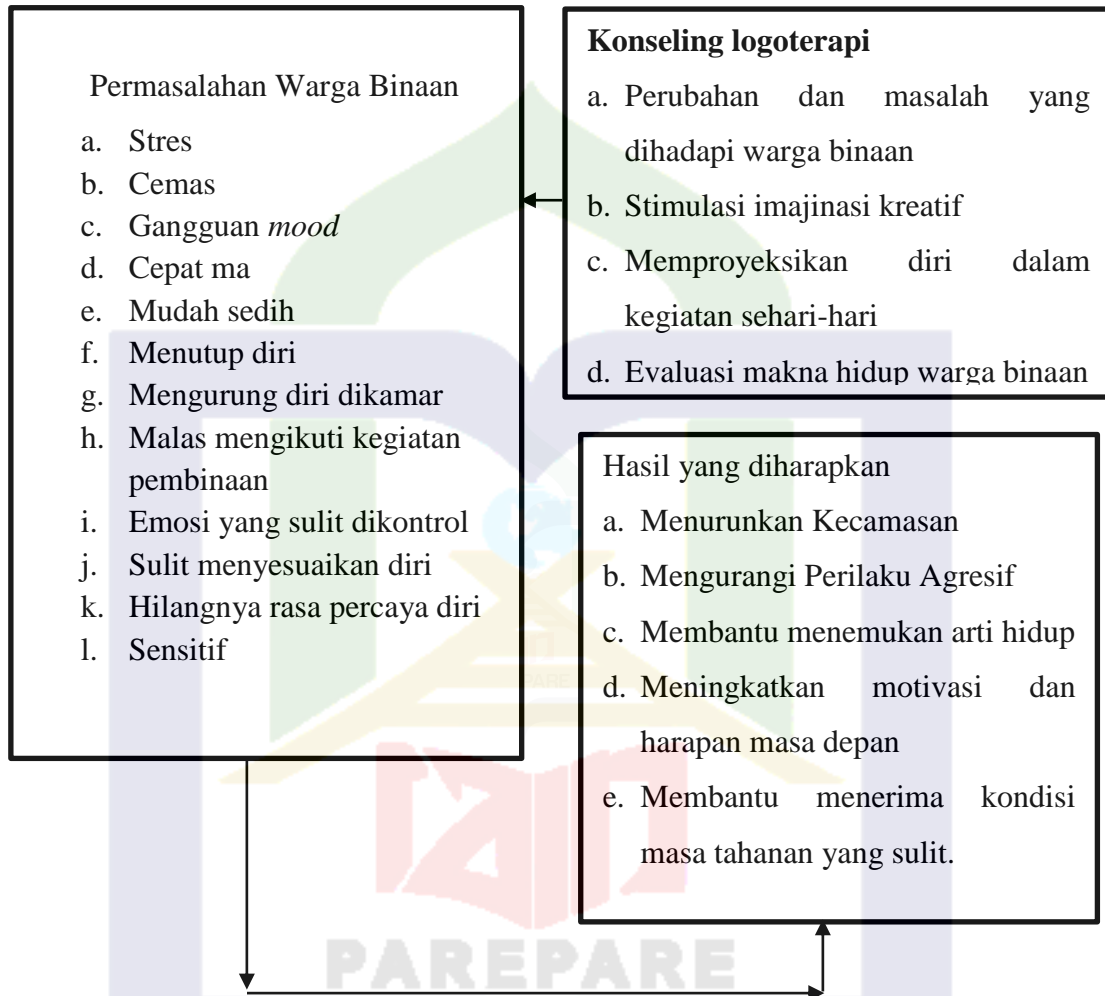 Permasalahan Warga Binaan
a. Stres
b. Cemas
c. Gangguan mood
d. Cepat ma
e. Mudah sedih
f. Menutup diri
g. Mengurung diri dikamar
h. Malas mengikuti kegiatan
pembinaan
i. Emosi yang sulit dikontrol
j. Sulit menyesuaikan diri
k. Hilangnya rasa percaya diri
l. Sensitif
Konseling logoterapi
a. Perubahan dan masalah yang
dihadapi warga binaan
b. Stimulasi imajinasi kreatif
c. Memproyeksikan diri dalam
kegiatan sehari-hari
d. Evaluasi makna hidup warga binaan
Hasil yang diharapkan
a. Menurunkan Kecamasan
b. Mengurangi Perilaku Agresif
c. Membantu menemukan arti hidup
d. Meningkatkan motivasi dan
harapan masa depan
e. Membantu menerima kondisi
masa tahanan yang sulit.
PARE
PAREPARE